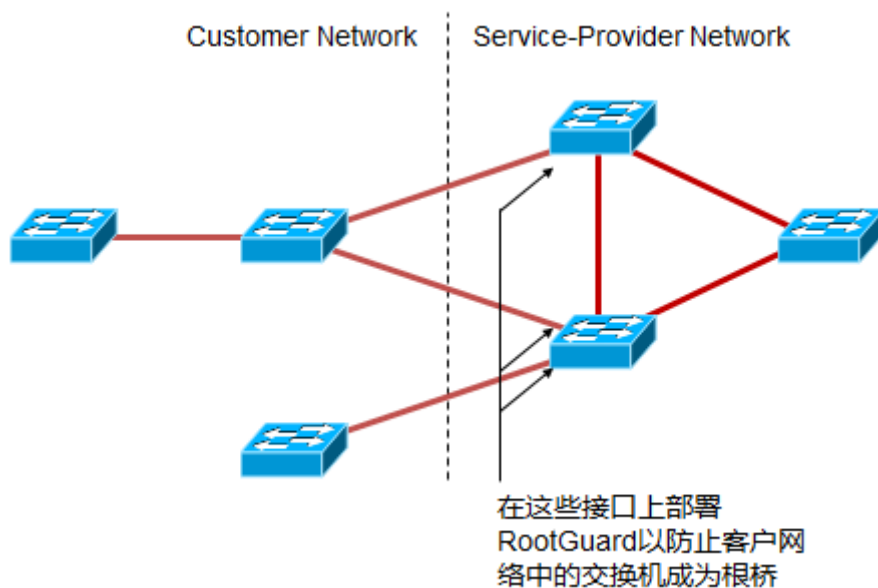 Customer Network
Service-Provider Network
在这些接口上部署
RootGuard以防止客户网
络中的交换机成为根桥